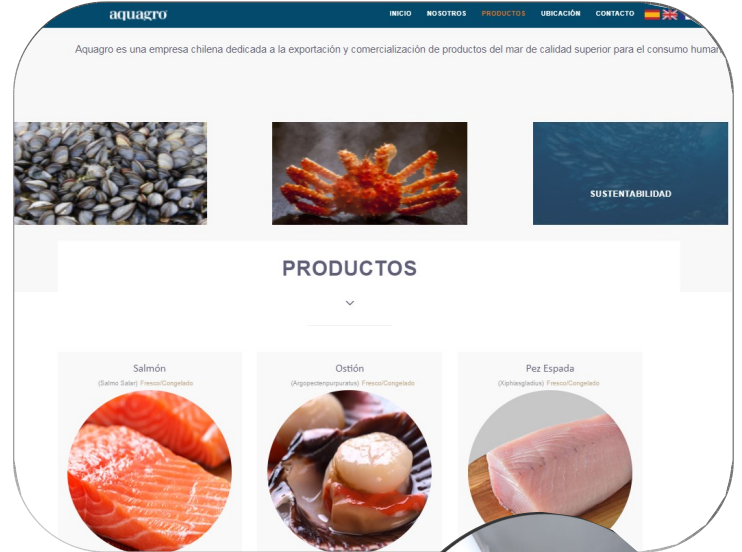 aquagro
INICIO NOSOTROS PRODUCTOS UBICACIÓN CONTACTO
Aquagro es una empresa chilena dedicada a la exportación y comercialización de productos del mar de calidad superior para el consumo
SUSTENTABILIDAD
PRODUCTOS
Salmón
(Salmo Salar) Fresco/Congelado
Ostión
(Argopectenpurpuratus) Fresco/Congelado
Pez Espada
(Xiphiasgladius) Fresco/Congelado